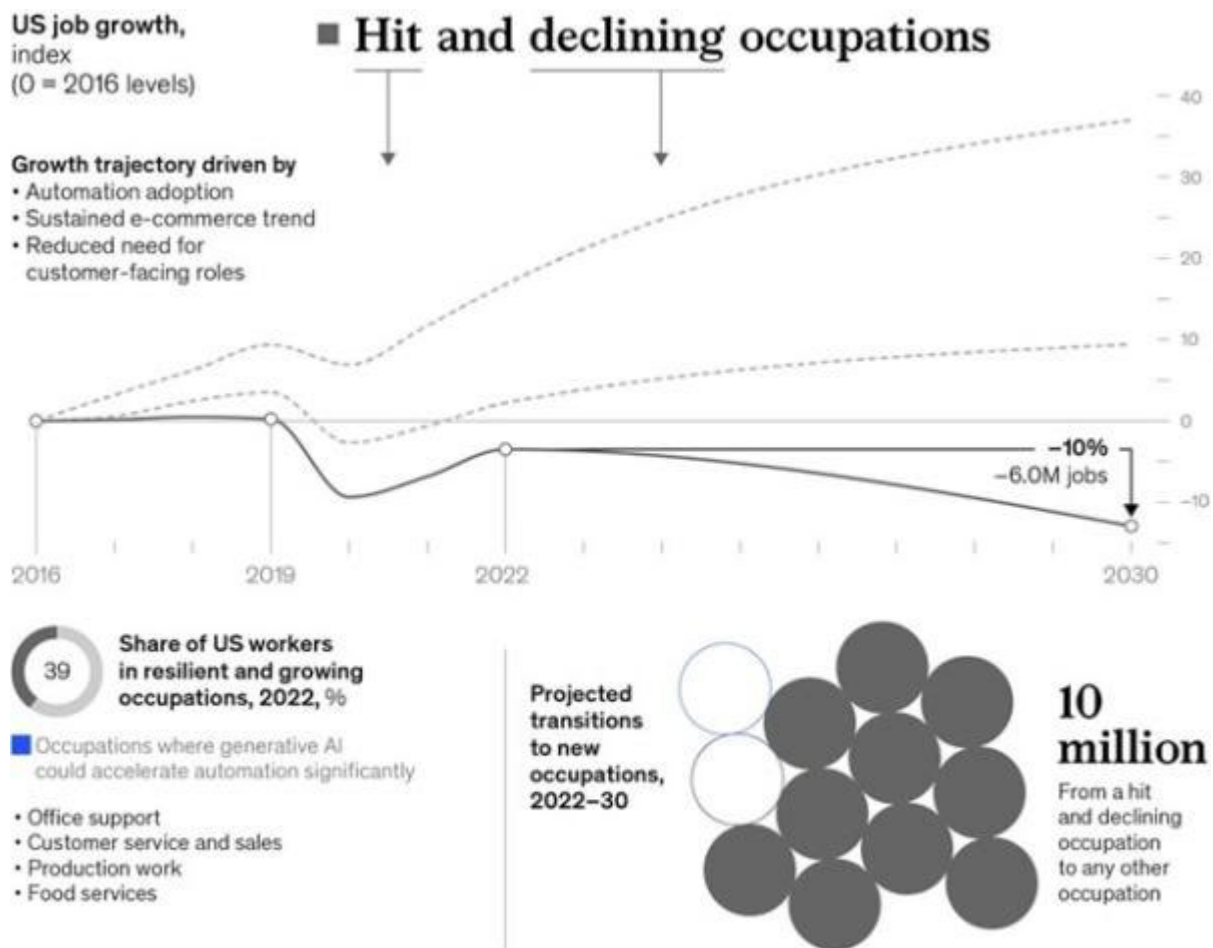 US job growth,
index
(0 = 2016 levels)
■ Hit and declining occupations
Growth trajectory driven by
• Automation adoption
• Sustained e-commerce trend
• Reduced need for
customer-facing roles
40
30
20
10
0
–10
–10%
–6.0M jobs
2016
2019
2022
2030
39
Share of US workers
in resilient and growing
occupations, 2022, %
Occupations where generative AI
could accelerate automation significantly
• Office support
• Customer service and sales
• Production work
• Food services
Projected
transitions
to new
occupations,
2022–30
10
million
From a hit
and declining
occupation
to any other
occupation